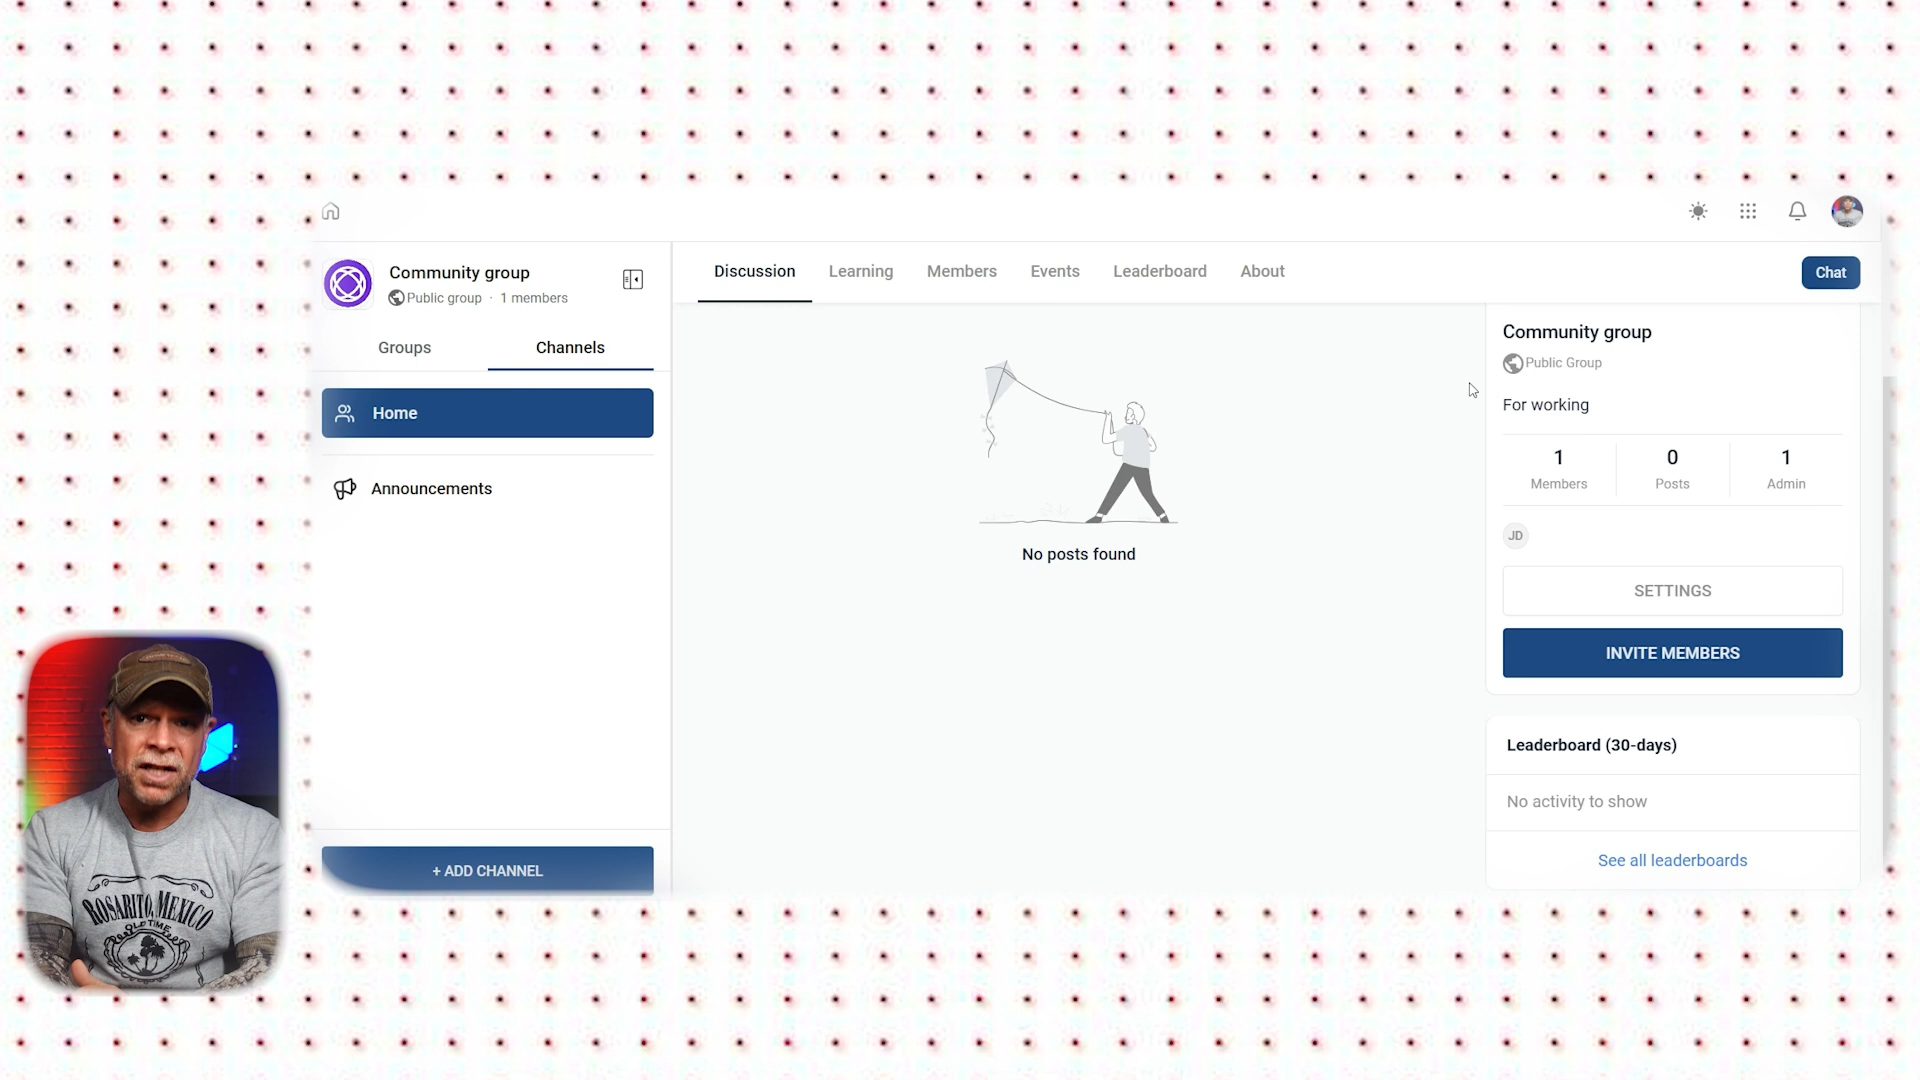 Community group
Public group · 1 members
Groups
Channels
Home
Announcements
+ ADD CHANNEL
Discussion
Learning
Members
Events
Leaderboard
About
Chat
No posts found
Community group
Public Group
For working
1
Members
0
Posts
1
Admin
JD
SETTINGS
INVITE MEMBERS
Leaderboard (30-days)
No activity to show
See all leaderboards
ROSARITO, MEXICO
OLD TIME